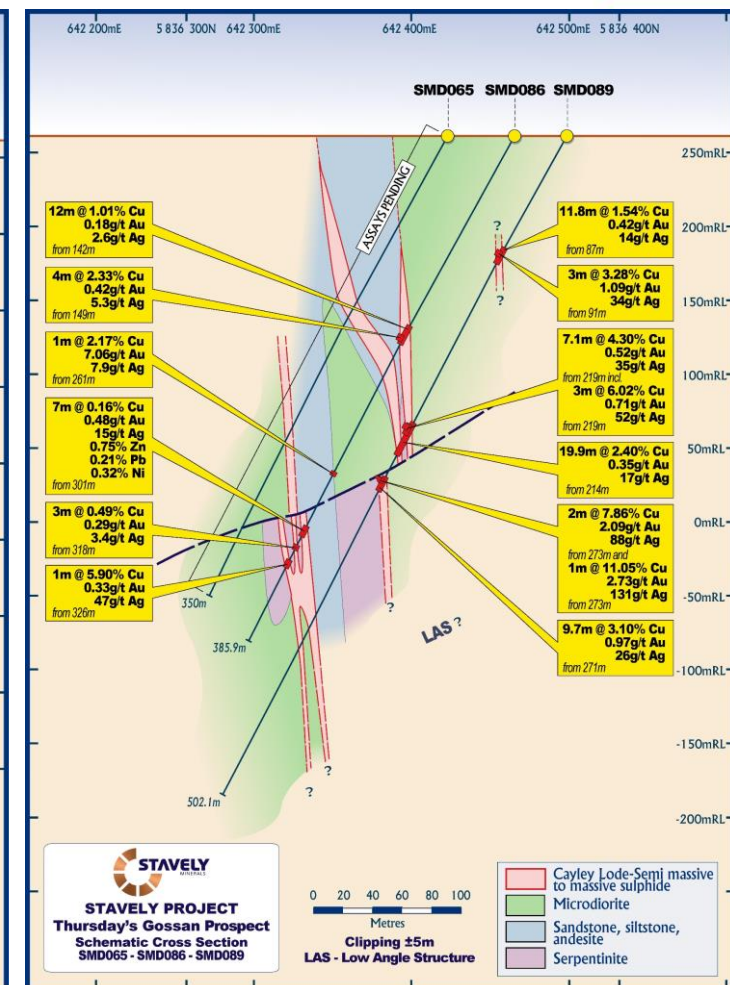 642 200mE 5 836 300N 642 300mE 642 400mE 642 500mE 5 836 400N
SMD065 SMD086 SMD089
250mRL
200mRL
150mRL
100mRL
50mRL
0mRL
-50mRL
-100mRL
-150mRL
-200mRL
ASSAYS PENDING
12m @ 1.01% Cu
0.18g/t Au
2.6g/t Ag
from 142m
4m @ 2.33% Cu
0.42g/t Au
5.3g/t Ag
from 149m
1m @ 2.17% Cu
7.06g/t Au
7.9g/t Ag
from 261m
7m @ 0.16% Cu
0.48g/t Au
15g/t Ag
0.75% Zn
0.21% Pb
0.32% Ni
from 301m
3m @ 0.49% Cu
0.29g/t Au
3.4g/t Ag
from 318m
1m @ 5.90% Cu
0.33g/t Au
47g/t Ag
from 326m
11.8m @ 1.54% Cu
0.42g/t Au
14g/t Ag
from 87m
3m @ 3.28% Cu
1.09g/t Au
34g/t Ag
from 91m
7.1m @ 4.30% Cu
0.52g/t Au
35g/t Ag
from 219m incl.
3m @ 6.02% Cu
0.71g/t Au
52g/t Ag
from 219m
19.9m @ 2.40% Cu
0.35g/t Au
17g/t Ag
from 214m
2m @ 7.86% Cu
2.09g/t Au
88g/t Ag
from 273m and
1m @ 11.05% Cu
2.73g/t Au
131g/t Ag
from 273m
9.7m @ 3.10% Cu
0.97g/t Au
26g/t Ag
from 271m
?
?
350m
385.9m
502.1m
?
LAS ?
?
?
STAVELY
MINERALS
STAVELY PROJECT
Thursday's Gossan Prospect
Schematic Cross Section
SMD065 - SMD086 - SMD089
0 20 40 60 80 100
Metres
Clipping ±5m
LAS - Low Angle Structure
Cayley Lode-Semi massive
to massive sulphide
Microdiorite
Sandstone, siltstone,
andesite
Serpentinite